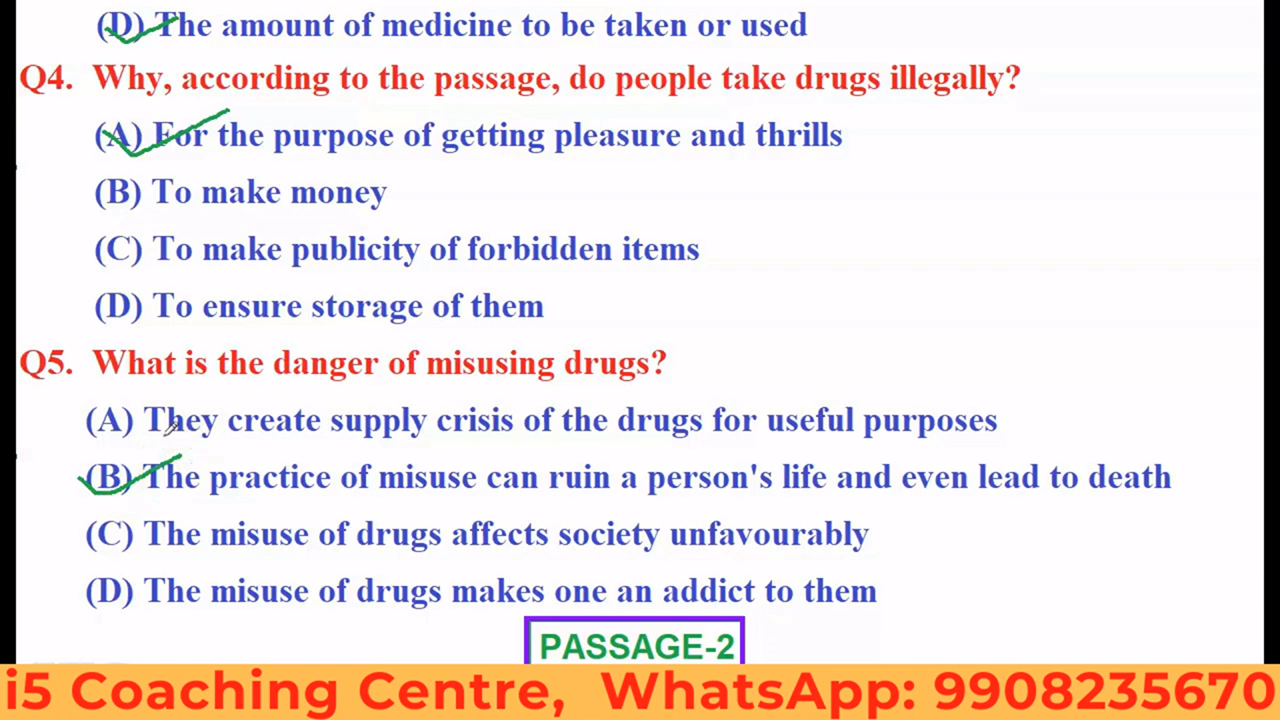 (D) The amount of medicine to be taken or used
Q4. Why, according to the passage, do people take drugs illegally?
(A) For the purpose of getting pleasure and thrills
(B) To make money
(C) To make publicity of forbidden items
(D) To ensure storage of them
Q5. What is the danger of misusing drugs?
(A) They create supply crisis of the drugs for useful purposes
(B) The practice of misuse can ruin a person's life and even lead to death
(C) The misuse of drugs affects society unfavourably
(D) The misuse of drugs makes one an addict to them
PASSAGE-2
i5 Coaching Centre, WhatsApp: 9908235670